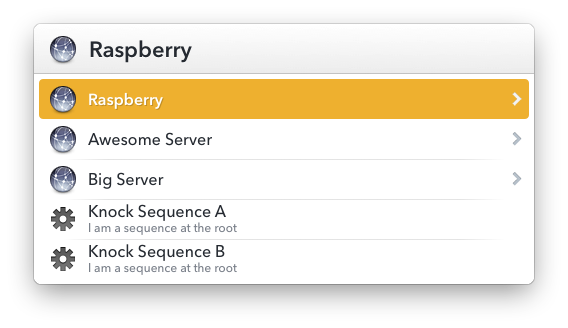 Raspberry
Raspberry
Awesome Server
Big Server
Knock Sequence A
I am a sequence at the root
Knock Sequence B
I am a sequence at the root